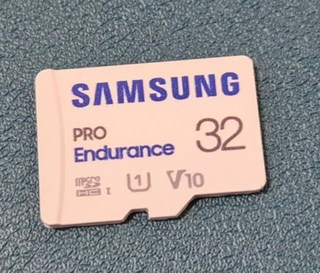 SAMSUNG
PRO
Endurance 32
micro SD HC I U1 V10